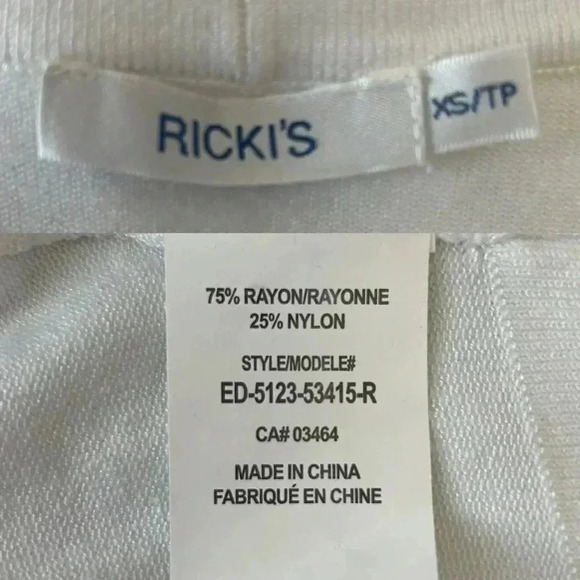 RICKI'S
XS/TP
75% RAYON/RAYONNE
25% NYLON
STYLE/MODELE#
ED-5123-53415-R
CA# 03464
MADE IN CHINA
FABRIQUÉ EN CHINE